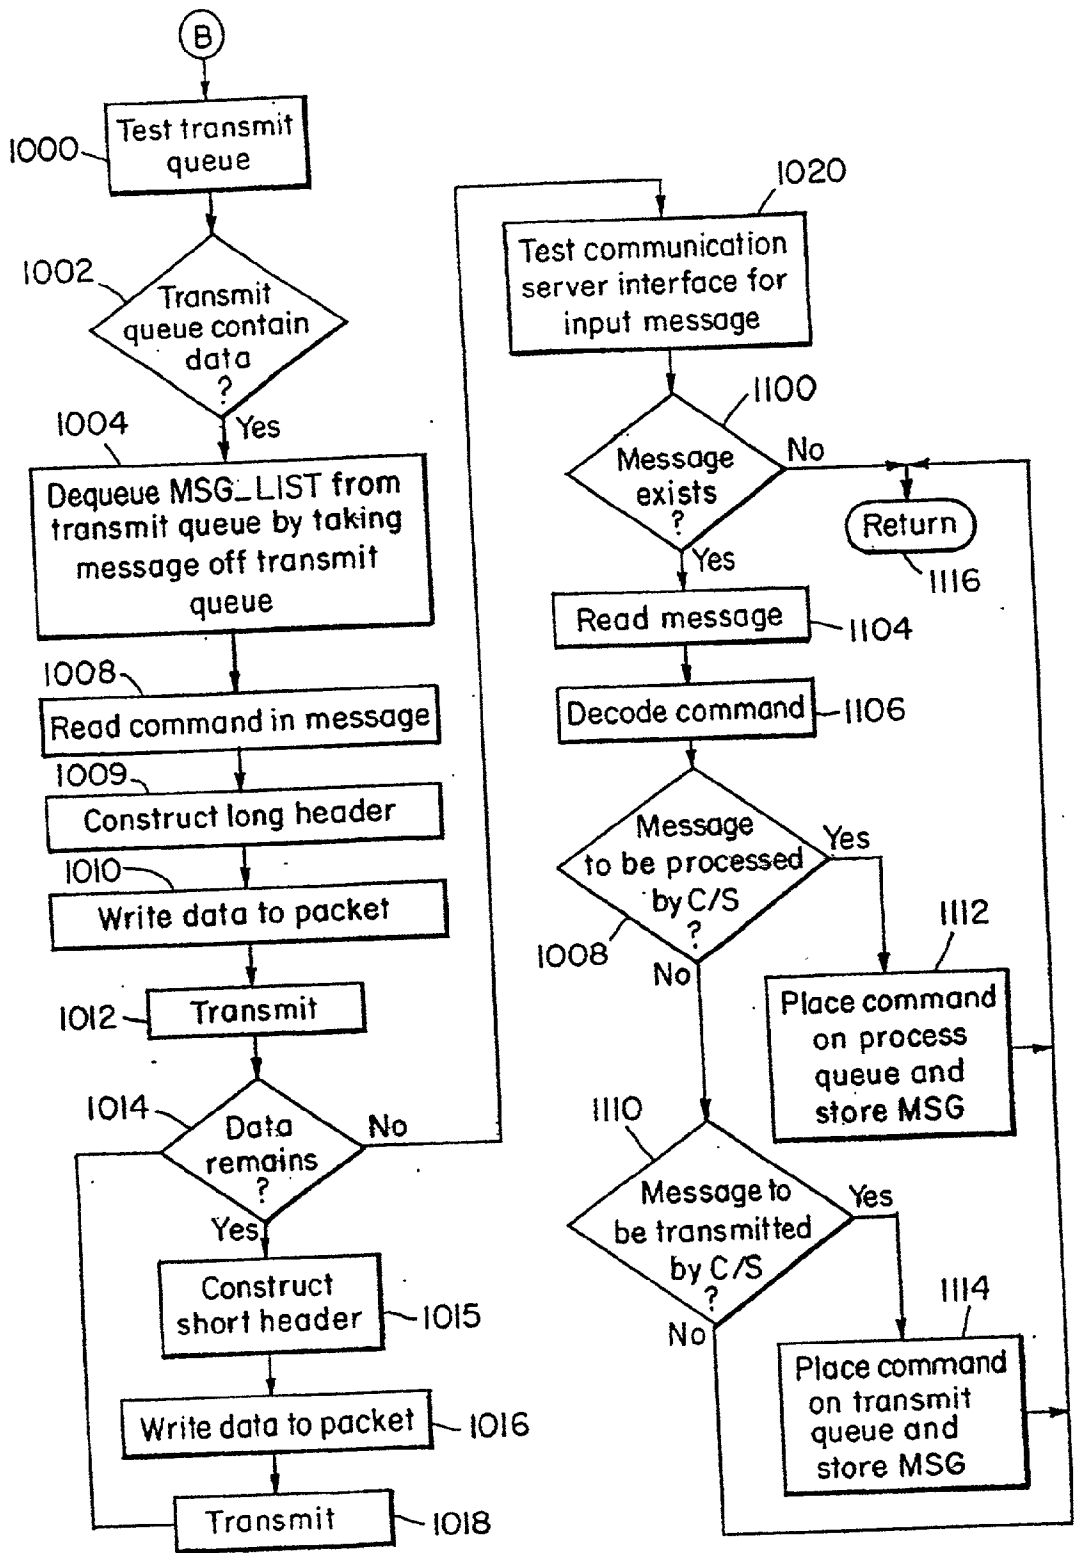 B
1000
Test transmit
queue
1002
Transmit
queue contain
data
?
Yes
1004
Dequeue MSG_LIST from
transmit queue by taking
message off transmit
queue
1008
Read command in message
1009
Construct long header
1010
Write data to packet
1012
Transmit
1014
Data
remains
?
No
Yes
Construct
short header
1015
Write data to packet
1016
Transmit
1018
1020
Test communication
server interface for
input message
1100
Message
exists
?
No
Return
1116
Yes
Read message
1104
Decode command
1106
Message
to be processed
by C/S
?
Yes
1008
No
1112
Place command
on process
queue and
store MSG
1110
Message to
be transmitted
by C/S
?
Yes
No
1114
Place command
on transmit
queue and
store MSG